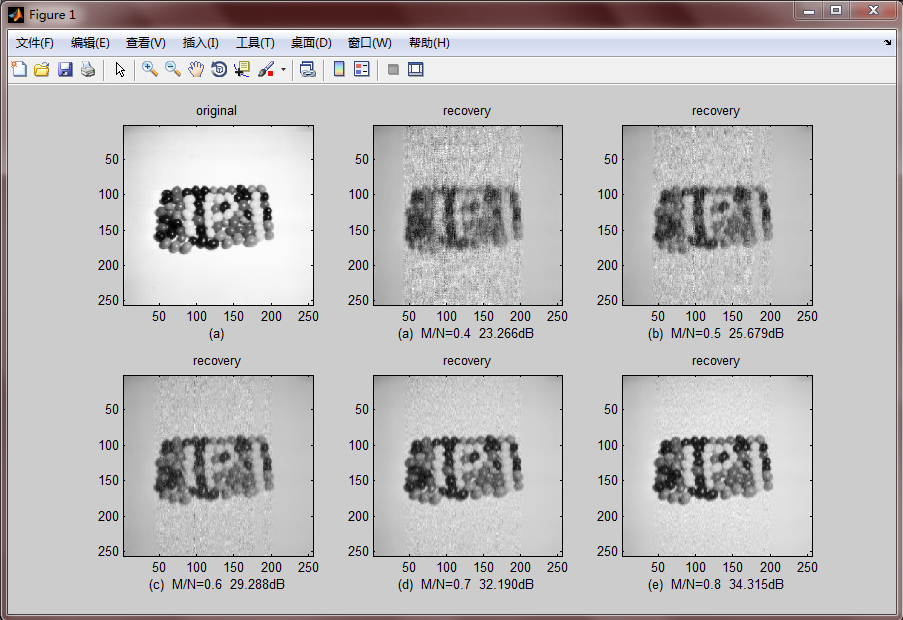 Figure 1
文件(F) 编辑(E) 查看(V) 插入(I) 工具(T) 桌面(D) 窗口(W) 帮助(H)
original recovery recovery
50 50 50
100 100 100
150 150 150
200 200 200
250 250 250
50 100 150 200 250 50 100 150 200 250 50 100 150 200 250
(a) (a) M/N=0.4 23.266dB (b) M/N=0.5 25.679dB
recovery recovery recovery
50 50 50
100 100 100
150 150 150
200 200 200
250 250 250
50 100 150 200 250 50 100 150 200 250 50 100 150 200 250
(c) M/N=0.6 29.288dB (d) M/N=0.7 32.190dB (e) M/N=0.8 34.315dB